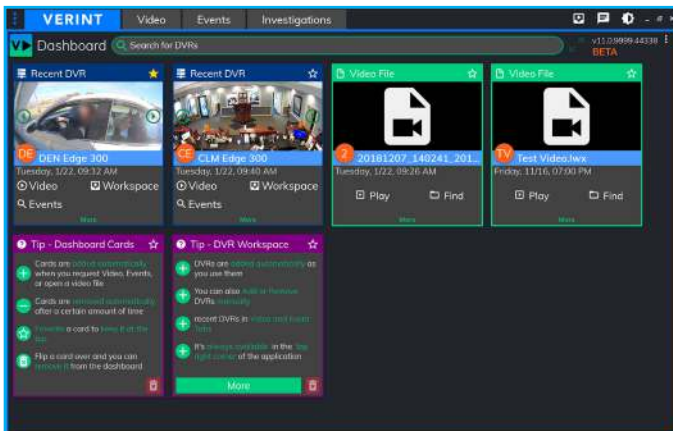 VERINT
Video
Events
Investigations
Dashboard
Search for DVRs
v11.0.9999.44338
BETA
Recent DVR
DE
DEN Edge 300
Tuesday, 1/22, 09:32 AM
Video
Workspace
Events
More
Recent DVR
CE
CLM Edge 300
Tuesday, 1/22, 09:40 AM
Video
Workspace
Events
More
Video File
2
20181207_140241_201...
Tuesday, 1/22, 09:26 AM
Play
Find
More
Video File
TV
Test Video.lwx
Friday, 11/16, 07:00 PM
Play
Find
More
Tip - Dashboard Cards
Cards are added automatically
when you request Video, Events,
or open a video file
Cards are removed automatically
after a certain amount of time
Favorite a card to keep it at the
top
Flip a card over and you can
remove it from the dashboard
Tip - DVR Workspace
DVRs are added automatically as
you use them
You can also Add or Remove
DVRs manually
recent DVRs in Video and Event
Tabs
It's always available in the top
right corner of the application
More